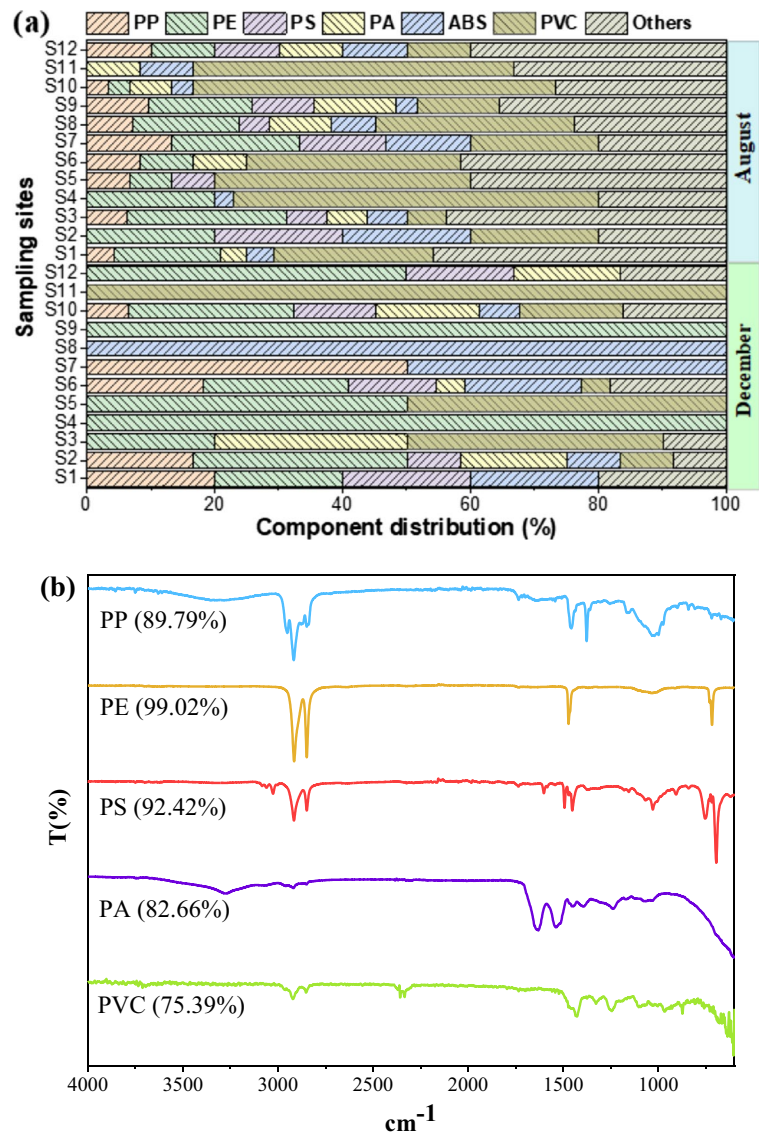 (a) PP PE PS PA ABS PVC Others
S12
S11
S10
S9
S8
S7
S6
S5
S4
S3
S2
S1
August
S12
S11
S10
S9
S8
S7
S6
S5
S4
S3
S2
S1
December
Sampling sites
0 20 40 60 80 100
Component distribution (%)
(b)
PP (89.79%)
PE (99.02%)
PS (92.42%)
PA (82.66%)
PVC (75.39%)
T(%)
4000 3500 3000 2500 2000 1500 1000
cm-1